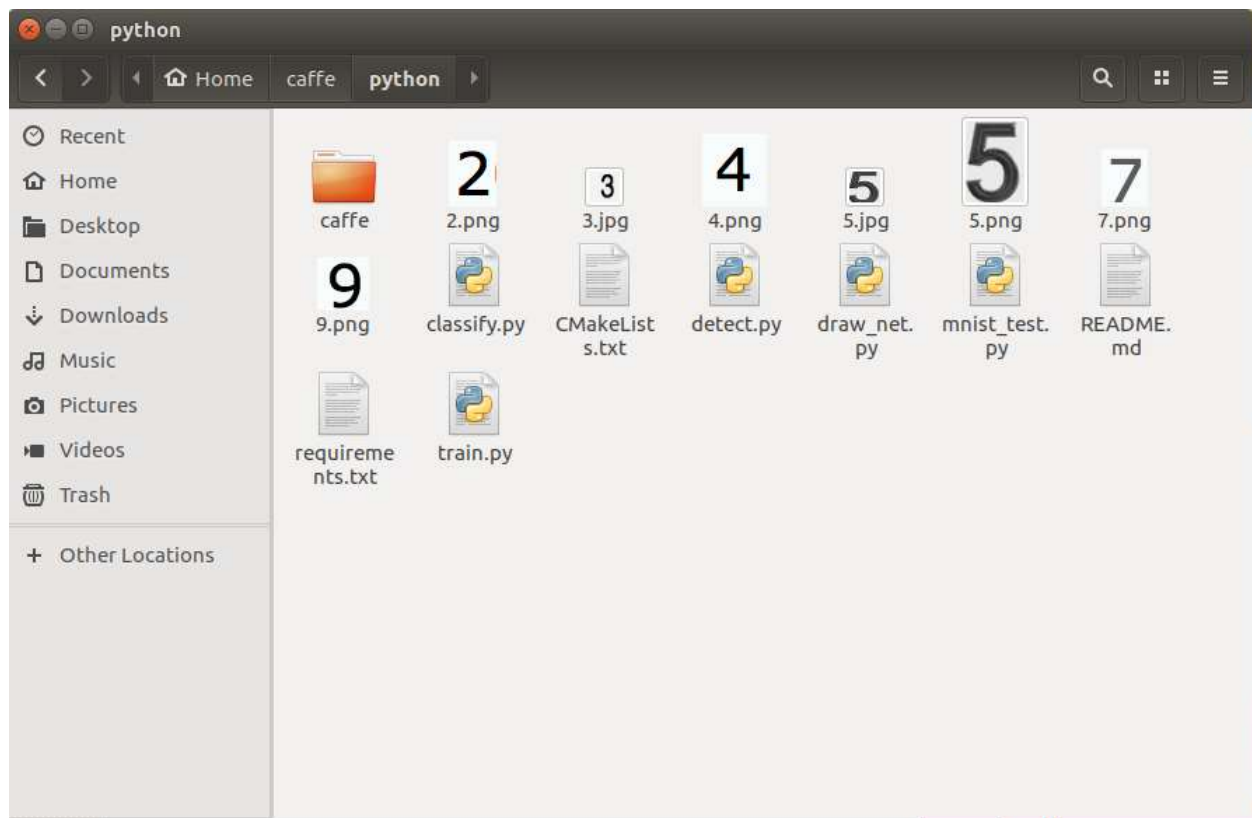 python
Home caffe python
Recent
Home
Desktop
Documents
Downloads
Music
Pictures
Videos
Trash
Other Locations
2 3 4 5 5 7
caffe 2.png 3.jpg 4.png 5.jpg 5.png 7.png
9
9.png classify.py CMakeList detect.py draw_net. mnist_test. README.
s.txt py py md
requireme train.py
nts.txt